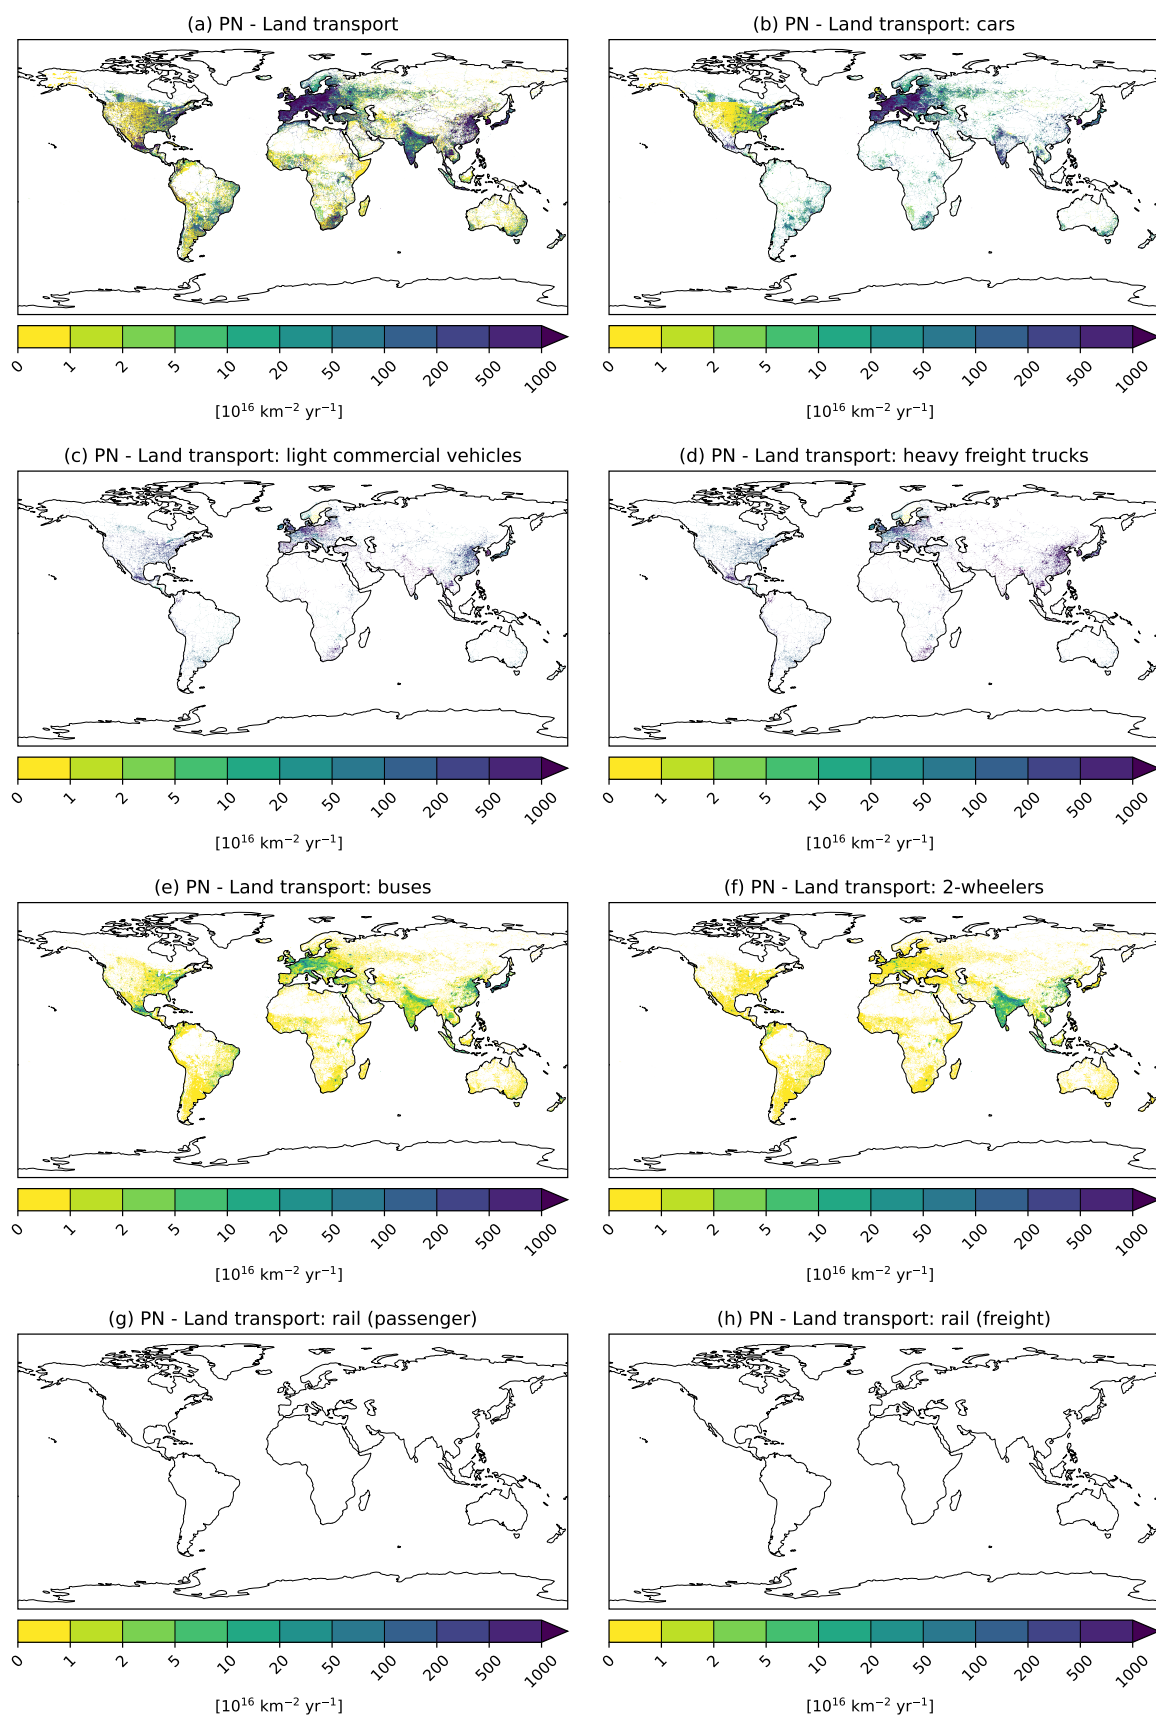 (a) PN - Land transport
(b) PN - Land transport: cars
0 1 2 5 10 20 50 100 200 500 1000
0 1 2 5 10 20 50 100 200 500 1000
[10¹⁶ km⁻² yr⁻¹]
[10¹⁶ km⁻² yr⁻¹]
(c) PN - Land transport: light commercial vehicles
(d) PN - Land transport: heavy freight trucks
0 1 2 5 10 20 50 100 200 500 1000
0 1 2 5 10 20 50 100 200 500 1000
[10¹⁶ km⁻² yr⁻¹]
[10¹⁶ km⁻² yr⁻¹]
(e) PN - Land transport: buses
(f) PN - Land transport: 2-wheelers
0 1 2 5 10 20 50 100 200 500 1000
0 1 2 5 10 20 50 100 200 500 1000
[10¹⁶ km⁻² yr⁻¹]
[10¹⁶ km⁻² yr⁻¹]
(g) PN - Land transport: rail (passenger)
(h) PN - Land transport: rail (freight)
0 1 2 5 10 20 50 100 200 500 1000
0 1 2 5 10 20 50 100 200 500 1000
[10¹⁶ km⁻² yr⁻¹]
[10¹⁶ km⁻² yr⁻¹]